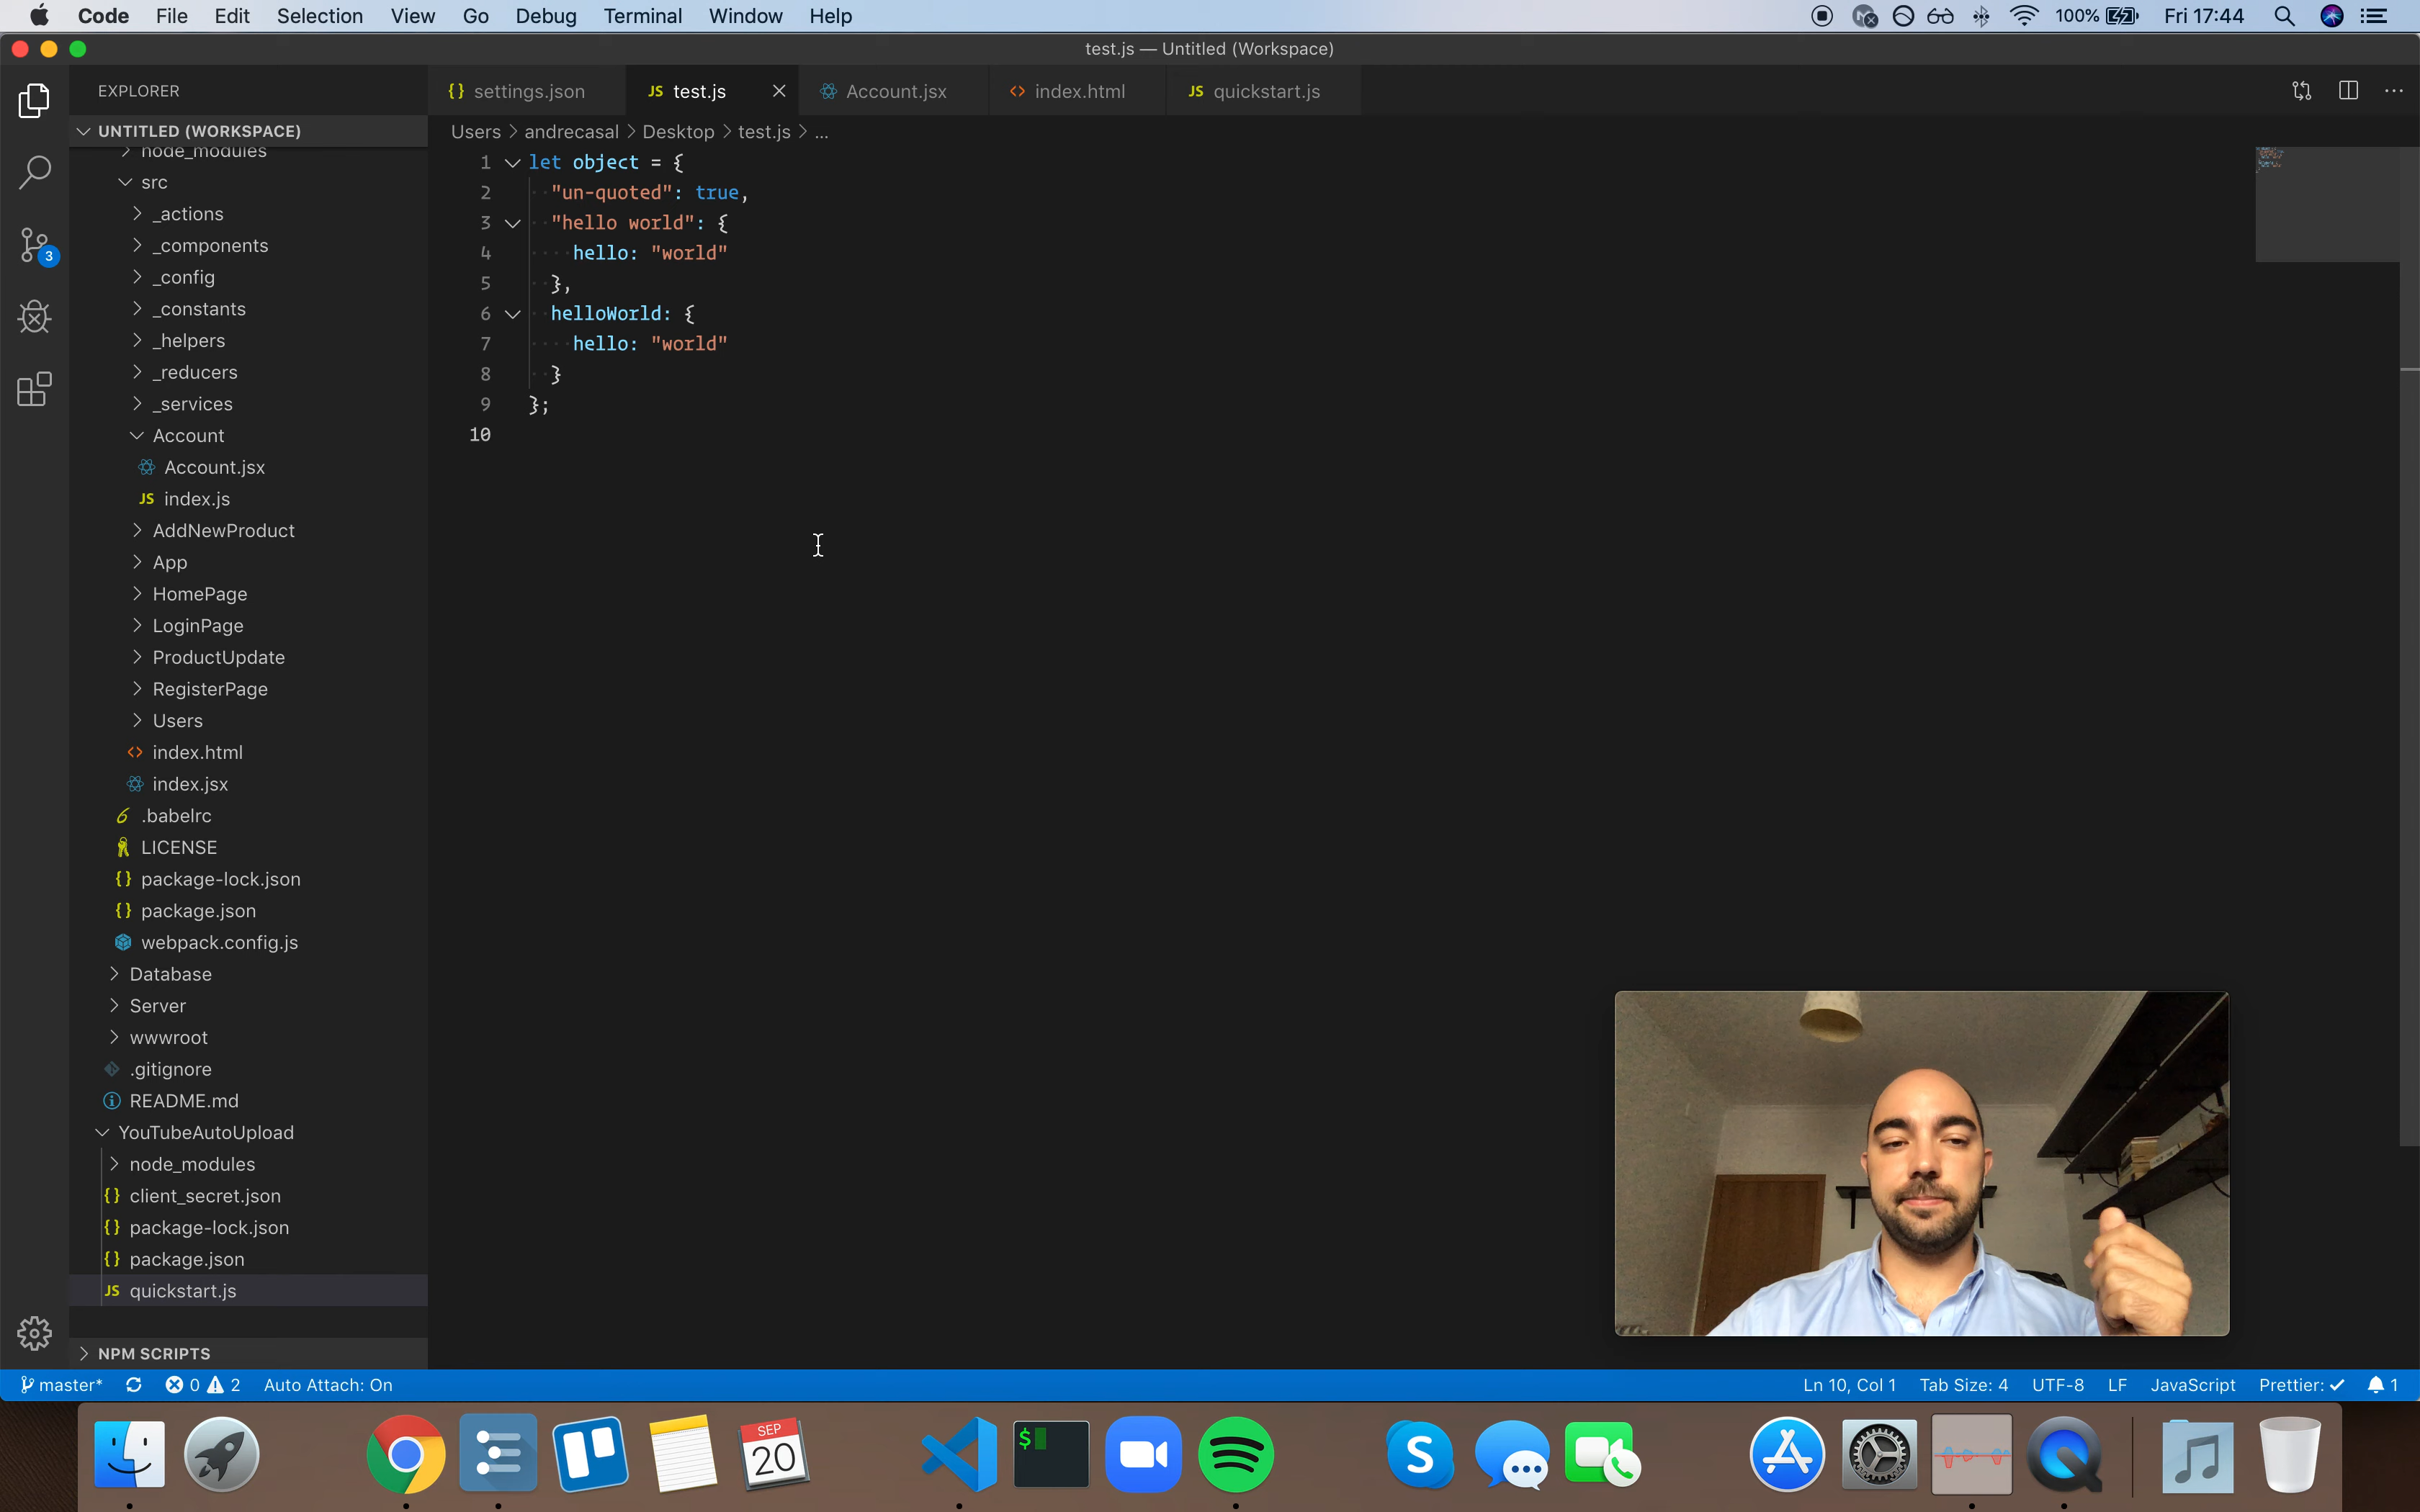 Code File Edit Selection View Go Debug Terminal Window Help 100% Fri 17:44
test.js — Untitled (Workspace)
EXPLORER
UNTITLED (WORKSPACE)
node_modules
src
_actions
_components
_config
_constants
_helpers
_reducers
_services
Account
Account.jsx
JS index.js
AddNewProduct
App
HomePage
LoginPage
ProductUpdate
RegisterPage
Users
index.html
index.jsx
.babelrc
LICENSE
{} package-lock.json
{} package.json
webpack.config.js
Database
Server
wwwroot
.gitignore
README.md
YouTubeAutoUpload
node_modules
{} client_secret.json
{} package-lock.json
{} package.json
JS quickstart.js
NPM SCRIPTS
3
{} settings.json JS test.js Account.jsx <> index.html JS quickstart.js
Users > andrecasal > Desktop > test.js > ...
1 let object = {
2 "un-quoted": true,
3 "hello world": {
4 hello: "world"
5 },
6 helloWorld: {
7 hello: "world"
8 }
9 };
10
master* 0 2 Auto Attach: On Ln 10, Col 1 Tab Size: 4 UTF-8 LF JavaScript Prettier: ✓ 1
SEP
20
$
S